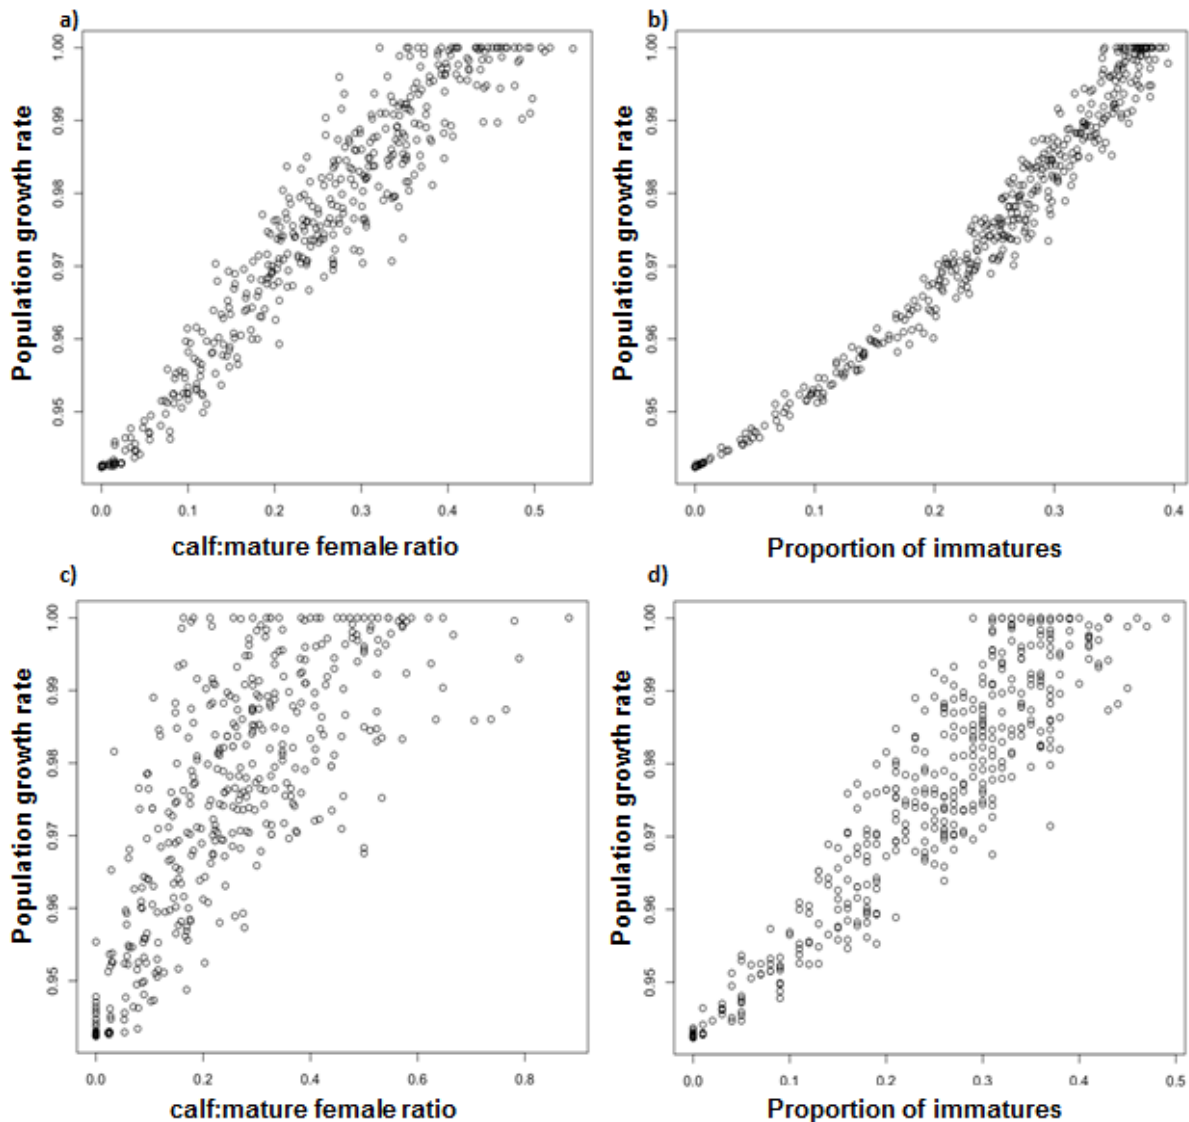 a)
b)
1.00
0.99
0.98
0.97
0.96
0.95
Population growth rate
0.0 0.1 0.2 0.3 0.4 0.5
calf:mature female ratio
1.00
0.99
0.98
0.97
0.96
0.95
Population growth rate
0.0 0.1 0.2 0.3 0.4
Proportion of immatures
c)
d)
1.00
0.99
0.98
0.97
0.96
0.95
Population growth rate
0.0 0.2 0.4 0.6 0.8
calf:mature female ratio
1.00
0.99
0.98
0.97
0.96
0.95
Population growth rate
0.0 0.1 0.2 0.3 0.4 0.5
Proportion of immatures